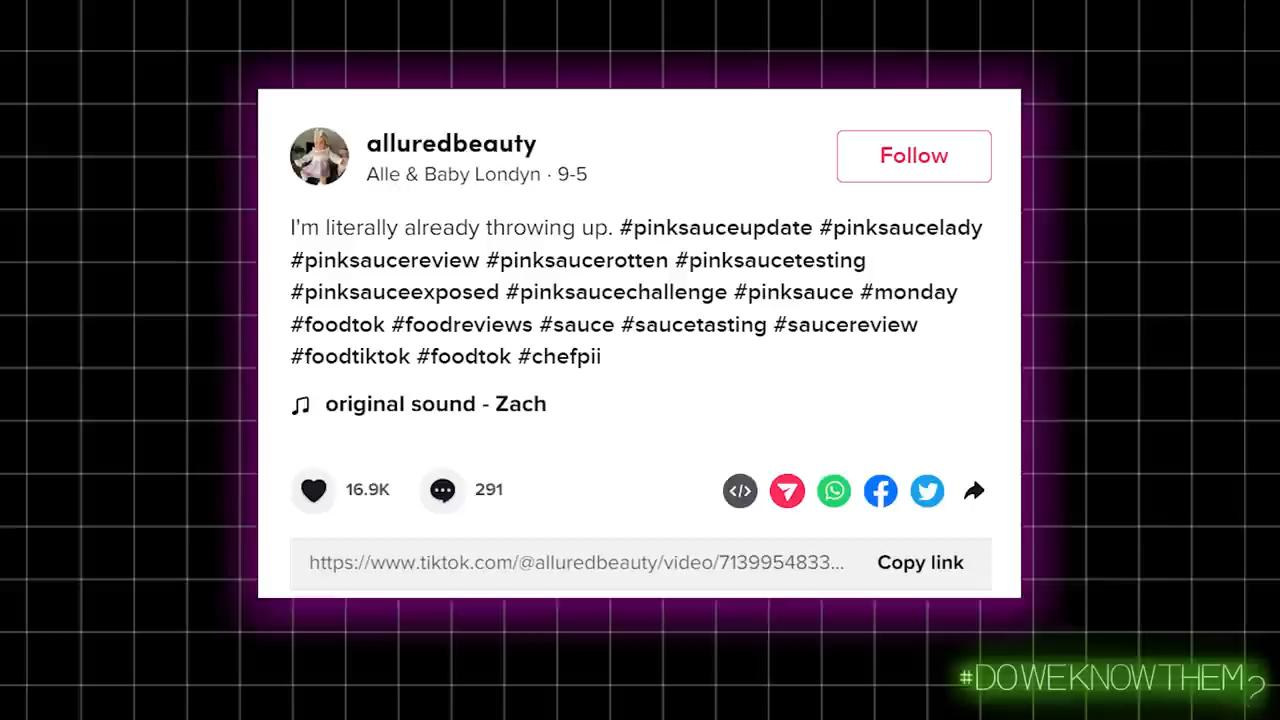 alluredbeauty
Alle & Baby Londyn · 9-5
Follow
I'm literally already throwing up. #pinksauceupdate #pinksaucelady
#pinksaucereview #pinksaucerotten #pinksaucetesting
#pinksauceexposed #pinksaucechallenge #pinksauce #monday
#foodtok #foodreviews #sauce #saucetasting #saucereview
#foodtiktok #foodtok #chefpii
original sound - Zach
16.9K
291
https://www.tiktok.com/@alluredbeauty/video/7139954833...
Copy link
#DOWEKNOWTHEM?